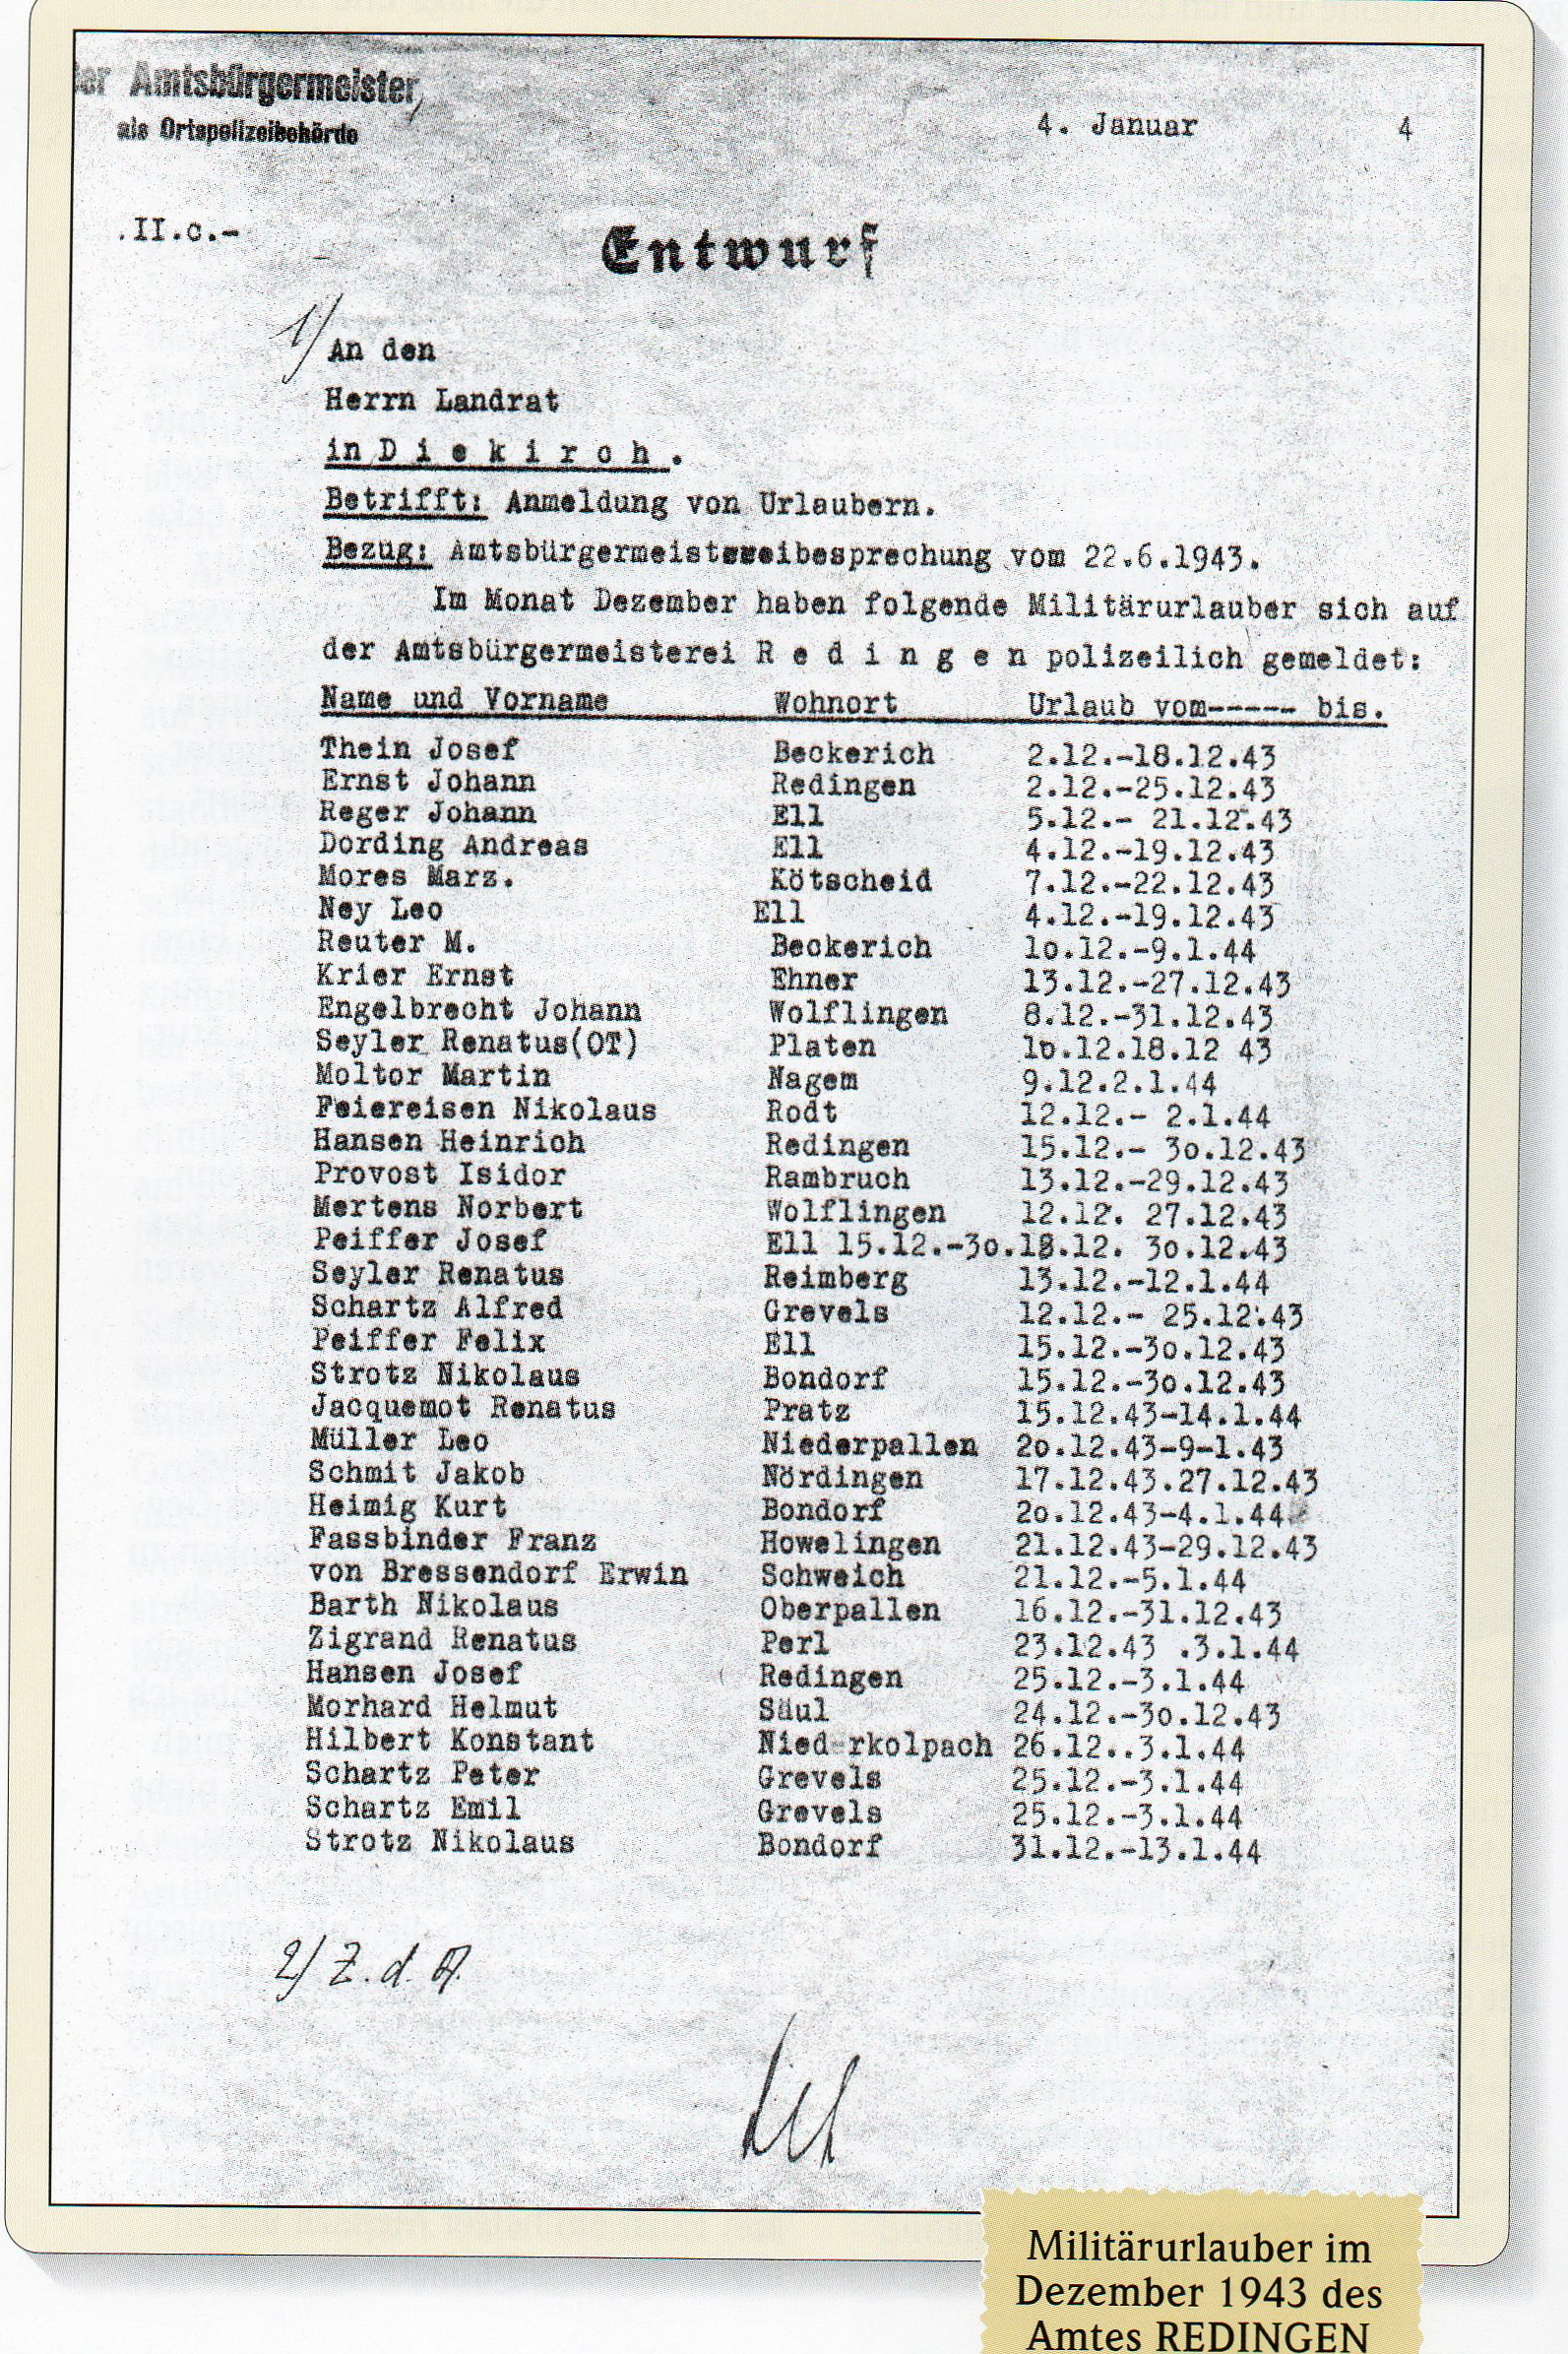 der Amtsbürgermeister,
als Ortspolizeibehörde
4. Januar 4
.II.c.-
Entwurf
1/
An den
Herrn Landrat
in D i e k i r c h .
Betrifft: Anmeldung von Urlaubern.
Bezug: Amtsbürgermeistereibesprechung vom 22.6.1943.
Im Monat Dezember haben folgende Militärurlauber sich auf
der Amtsbürgermeisterei R e d i n g e n polizeilich gemeldet:
Name und Vorname Wohnort Urlaub vom----- bis.
Thein Josef Beckerich 2.12.-18.12.43
Ernst Johann Redingen 2.12.-25.12.43
Reger Johann Ell 5.12.- 21.12.43
Dording Andreas Ell 4.12.-19.12.43
Mores Marz. Kötscheid 7.12.-22.12.43
Ney Leo Ell 4.12.-19.12.43
Reuter M. Beckerich 1o.12.-9.1.44
Krier Ernst Ehner 13.12.-27.12.43
Engelbrecht Johann Wolflingen 8.12.-31.12.43
Seyler Renatus(OT) Platen 1o.12.18.12 43
Moltor Martin Nagem 9.12.2.1.44
Feiereisen Nikolaus Rodt 12.12.- 2.1.44
Hansen Heinrich Redingen 15.12.- 3o.12.43
Provost Isidor Rambruch 13.12.-29.12.43
Mertens Norbert Wolflingen 12.12. 27.12.43
Peiffer Josef Ell 15.12.-3o.18.12. 3o.12.43
Seyler Renatus Reimberg 13.12.-12.1.44
Schartz Alfred Grevels 12.12.- 25.12.43
Peiffer Felix Ell 15.12.-3o.12.43
Strotz Nikolaus Bondorf 15.12.-3o.12.43
Jacquemot Renatus Pratz 15.12.43-14.1.44
Müller Leo Niederpallen 2o.12.43-9-1.43
Schmit Jakob Nördingen 17.12.43.27.12.43
Heimig Kurt Bondorf 2o.12.43-4.1.44
Fassbinder Franz Howelingen 21.12.43-29.12.43
von Bressendorf Erwin Schweich 21.12.-5.1.44
Barth Nikolaus Oberpallen 16.12.-31.12.43
Zigrand Renatus Perl 23.12.43 .3.1.44
Hansen Josef Redingen 25.12.-3.1.44
Morhard Helmut Säul 24.12.-3o.12.43
Hilbert Konstant Niederkolpach 26.12..3.1.44
Schartz Peter Grevels 25.12.-3.1.44
Schartz Emil Grevels 25.12.-3.1.44
Strotz Nikolaus Bondorf 31.12.-13.1.44
2/ Z. d. A.
Militärurlauber im
Dezember 1943 des
Amtes REDINGEN